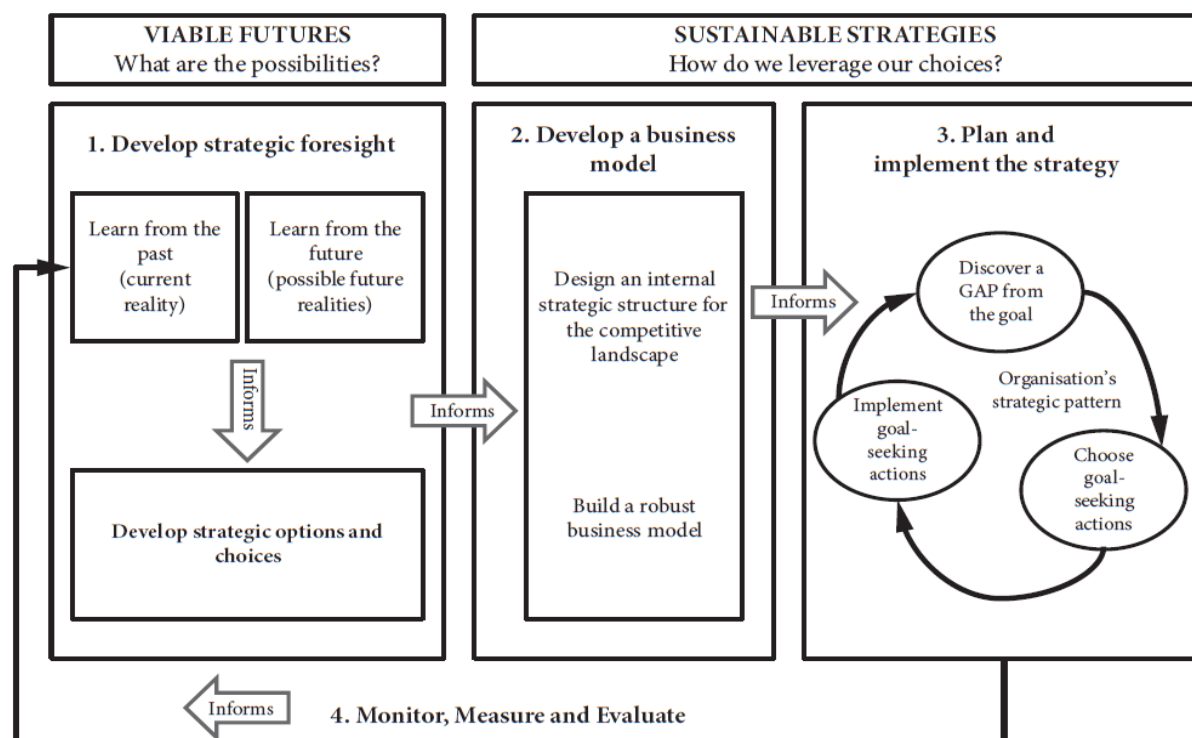 VIABLE FUTURES
What are the possibilities?
SUSTAINABLE STRATEGIES
How do we leverage our choices?
1. Develop strategic foresight
Learn from the
past
(current
reality)
Learn from the
future
(possible future
realities)
Informs
Develop strategic options and
choices
Informs
2. Develop a business
model
Design an internal
strategic structure for
the competitive
landscape
Build a robust
business model
Informs
3. Plan and
implement the strategy
Discover a
GAP from
the goal
Organisation's
strategic pattern
Implement
goal-
seeking
actions
Choose
goal-
seeking
actions
Informs
4. Monitor, Measure and Evaluate